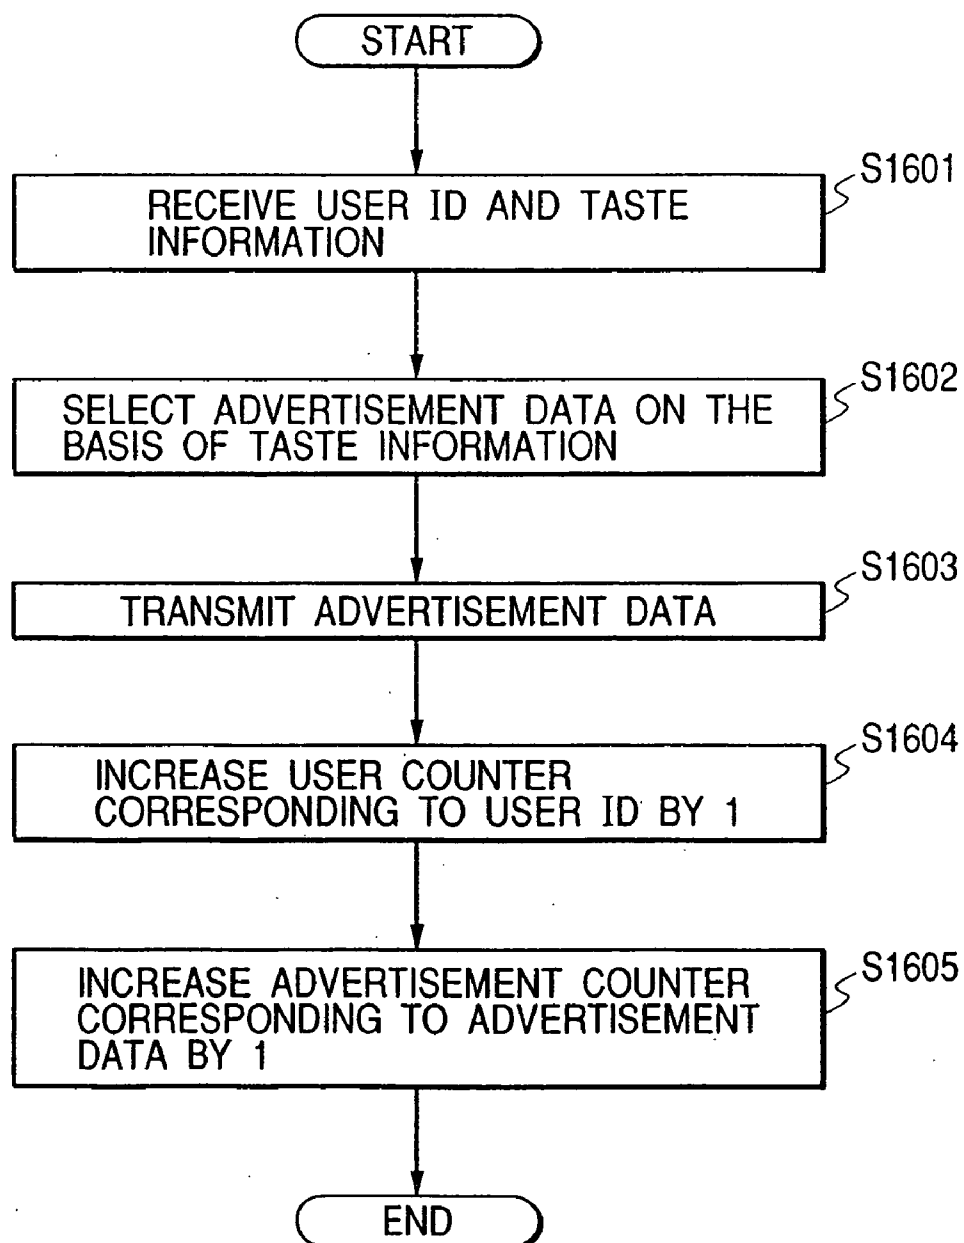 START
S1601
RECEIVE USER ID AND TASTE
INFORMATION
S1602
SELECT ADVERTISEMENT DATA ON THE
BASIS OF TASTE INFORMATION
S1603
TRANSMIT ADVERTISEMENT DATA
S1604
INCREASE USER COUNTER
CORRESPONDING TO USER ID BY 1
S1605
INCREASE ADVERTISEMENT COUNTER
CORRESPONDING TO ADVERTISEMENT
DATA BY 1
END